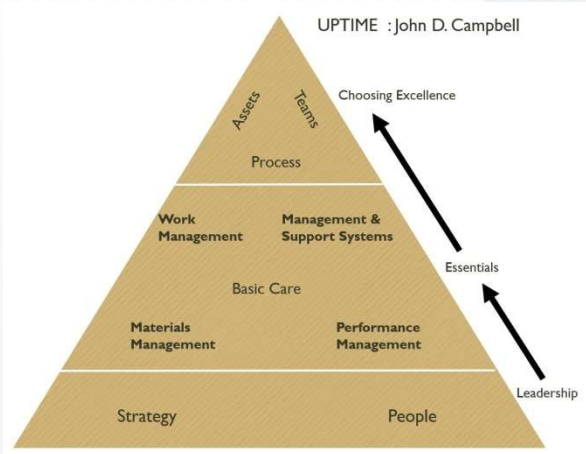 UPTIME : John D. Campbell
Choosing Excellence
Assets
Teams
Process
Work
Management
Management &
Support Systems
Essentials
Basic Care
Materials
Management
Performance
Management
Leadership
Strategy
People